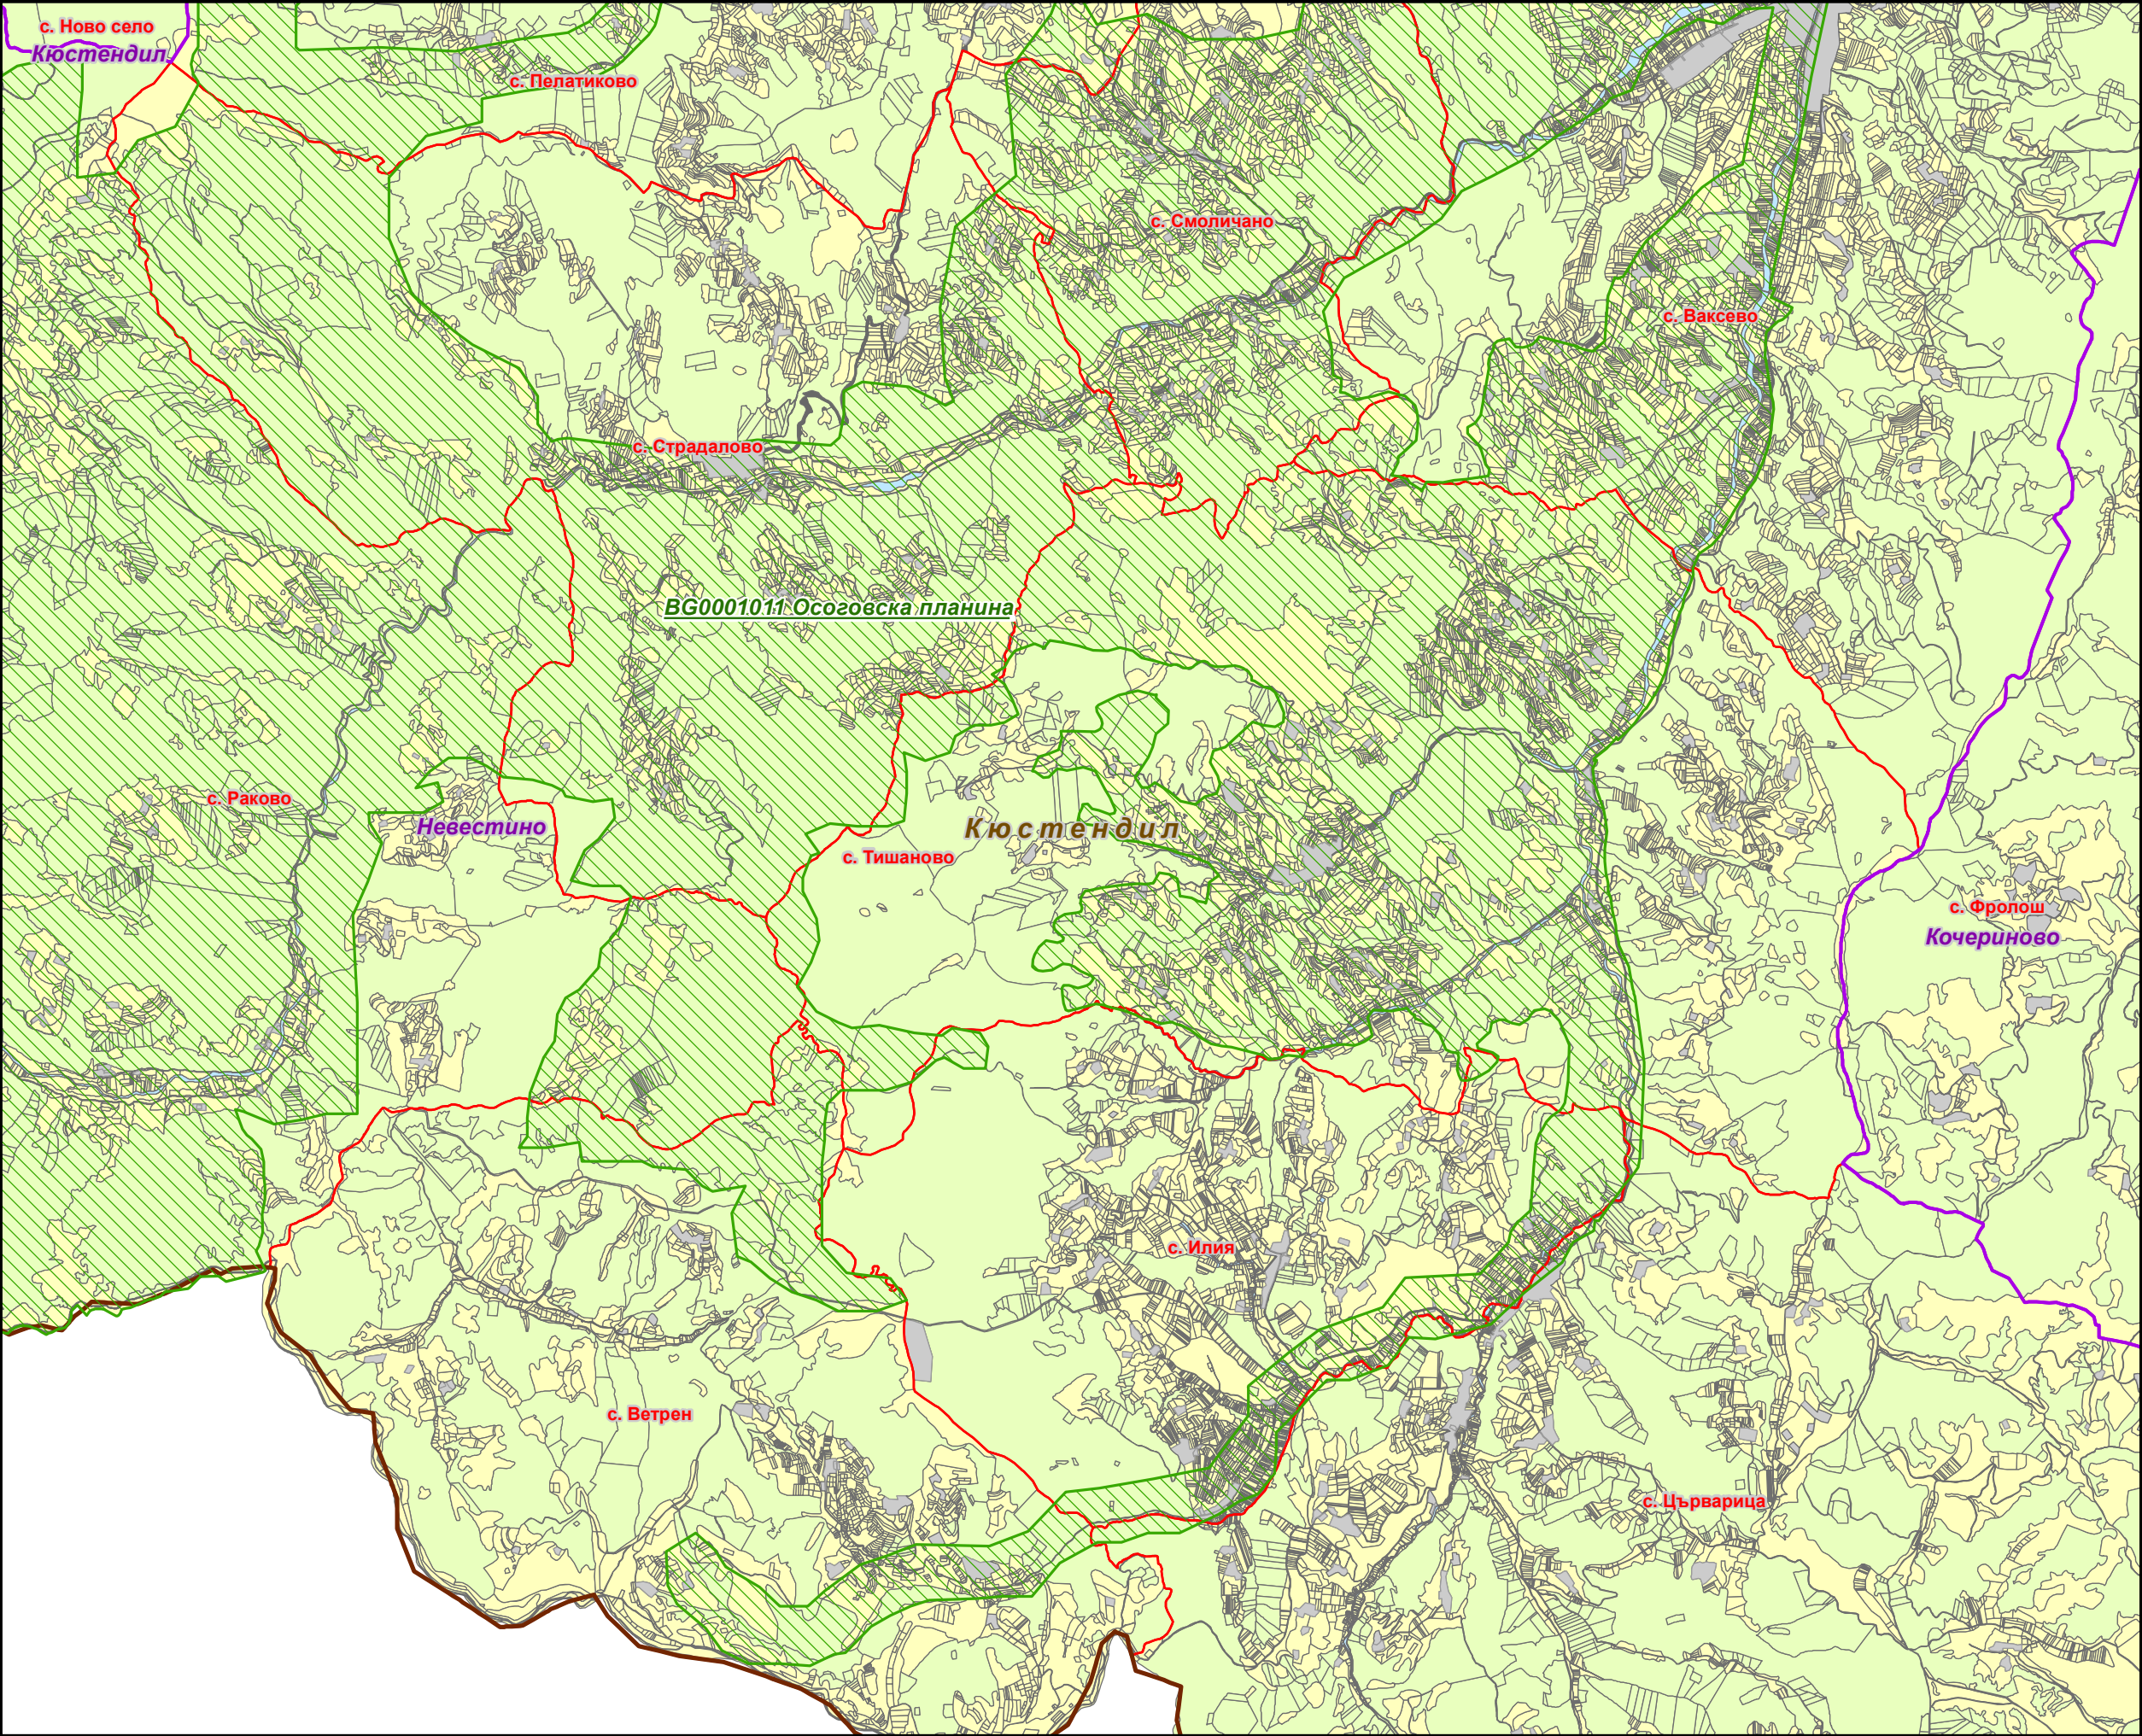 с. Ново село
Кюстендил
с. Пелатиково
с. Смоличано
с. Ваксево
с. Страдалово
BG0001011 Осоговска планина
с. Раково
Невестино
Кюстендил
с. Тишаново
с. Фролош
Кочериново
с. Илия
с. Ветрен
с. Църварица